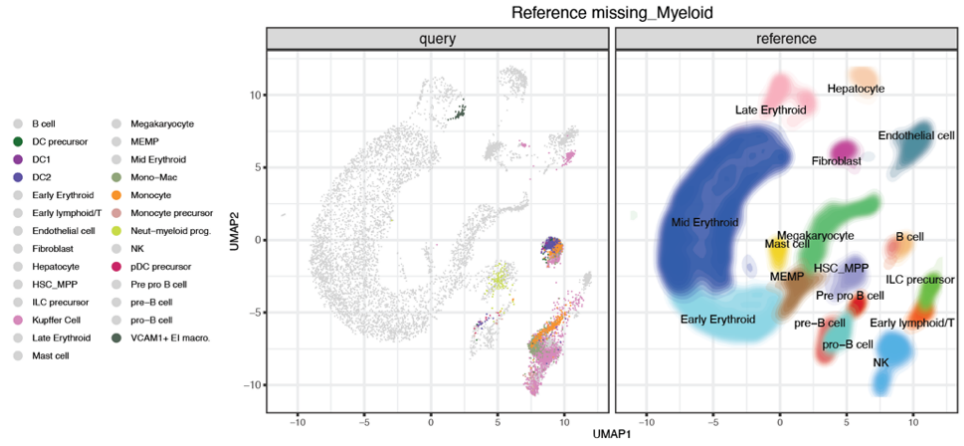 Reference missing_Myeloid
query
reference
B cell
DC precursor
DC1
DC2
Early Erythroid
Early lymphoid/T
Endothelial cell
Fibroblast
Hepatocyte
HSC_MPP
ILC precursor
Kupffer Cell
Late Erythroid
Mast cell
Megakaryocyte
MEMP
Mid Erythroid
Mono-Mac
Monocyte
Monocyte precursor
Neut-myeloid prog.
NK
pDC precursor
Pre pro B cell
pre-B cell
pro-B cell
VCAM1+ EI macro.
UMAP2
10
5
0
−5
−10
Late Erythroid
Hepatocyte
Endothelial cell
Fibroblast
Mid Erythroid
Megakaryocyte
Mast cell
B cell
MEMP
HSC_MPP
ILC precursor
Pre pro B cell
Early Erythroid
pre−B cell
Early lymphoid/T
pro−B cell
NK
−10 −5 0 5 10
−10 −5 0 5 10
UMAP1